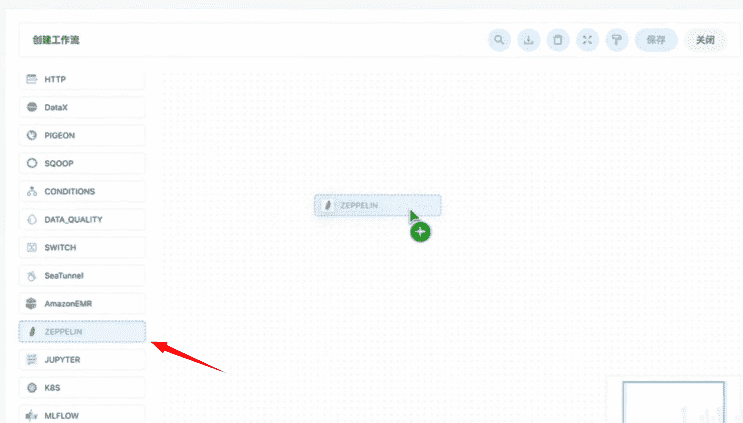 创建工作流
保存
关闭
HTTP
DataX
PIGEON
SQOOP
CONDITIONS
DATA_QUALITY
SWITCH
SeaTunnel
AmazonEMR
ZEPPELIN
JUPYTER
K8S
MLFLOW
ZEPPELIN